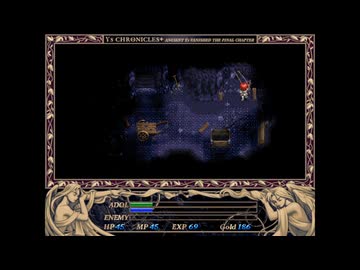 Ys CHRONICLES+ ANCIENT Ys VANISHED THE FINAL CHAPTER
ADOL
ENEMY
HP 45 MP 45 EXP. 69 Gold 186